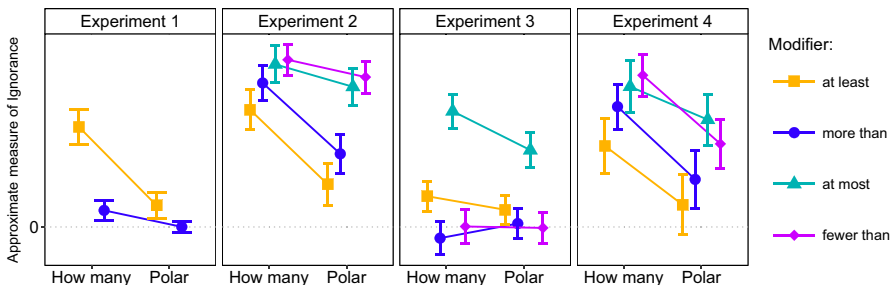 Experiment 1 Experiment 2 Experiment 3 Experiment 4
Approximate measure of Ignorance
0
How many Polar How many Polar How many Polar How many Polar
Modifier:
at least
more than
at most
fewer than